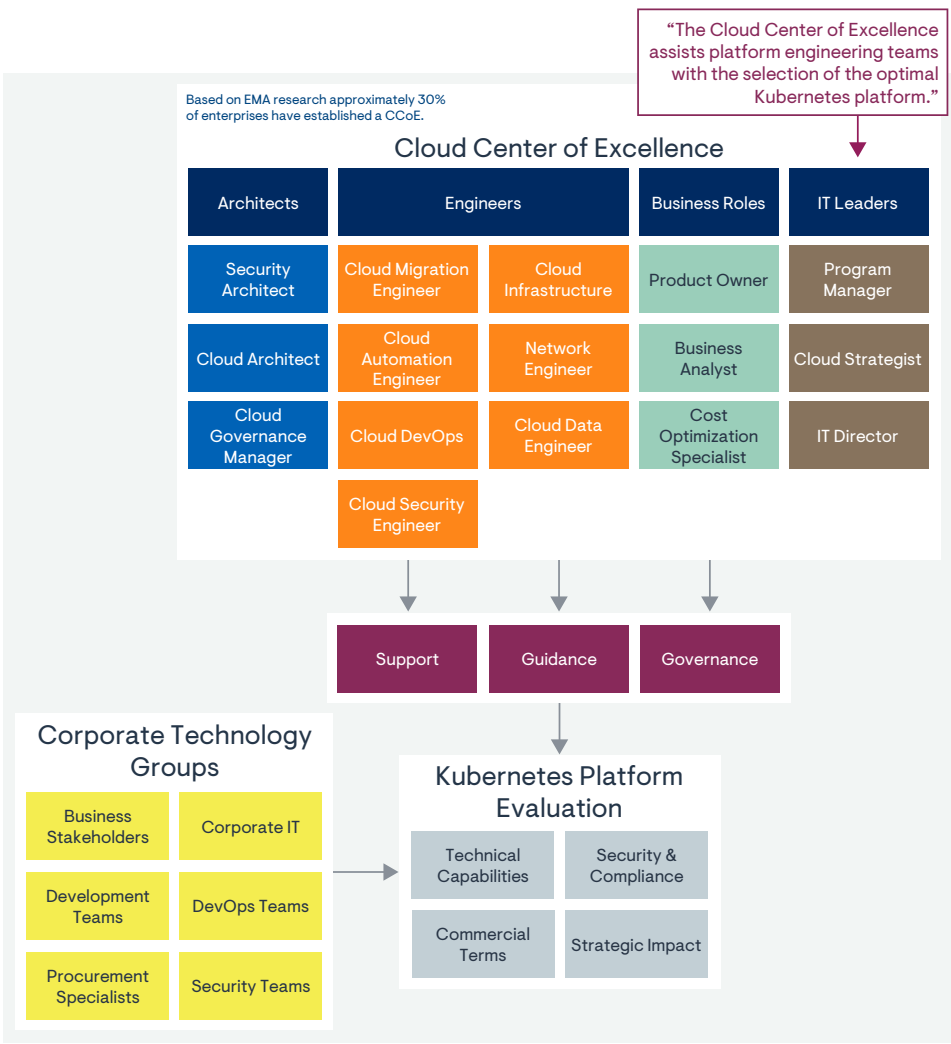 “The Cloud Center of Excellence
assists platform engineering teams
with the selection of the optimal
Kubernetes platform.”
Based on EMA research approximately 30%
of enterprises have established a CCoE.
Cloud Center of Excellence
Architects
Engineers
Business Roles
IT Leaders
Security
Architect
Cloud Migration
Engineer
Cloud
Infrastructure
Product Owner
Program
Manager
Cloud Architect
Cloud
Automation
Engineer
Network
Engineer
Business
Analyst
Cloud Strategist
Cloud
Governance
Manager
Cloud DevOps
Cloud Data
Engineer
Cost
Optimization
Specialist
IT Director
Cloud Security
Engineer
Support
Guidance
Governance
Corporate Technology
Groups
Business
Stakeholders
Corporate IT
Development
Teams
DevOps Teams
Procurement
Specialists
Security Teams
Kubernetes Platform
Evaluation
Technical
Capabilities
Security &
Compliance
Commercial
Terms
Strategic Impact